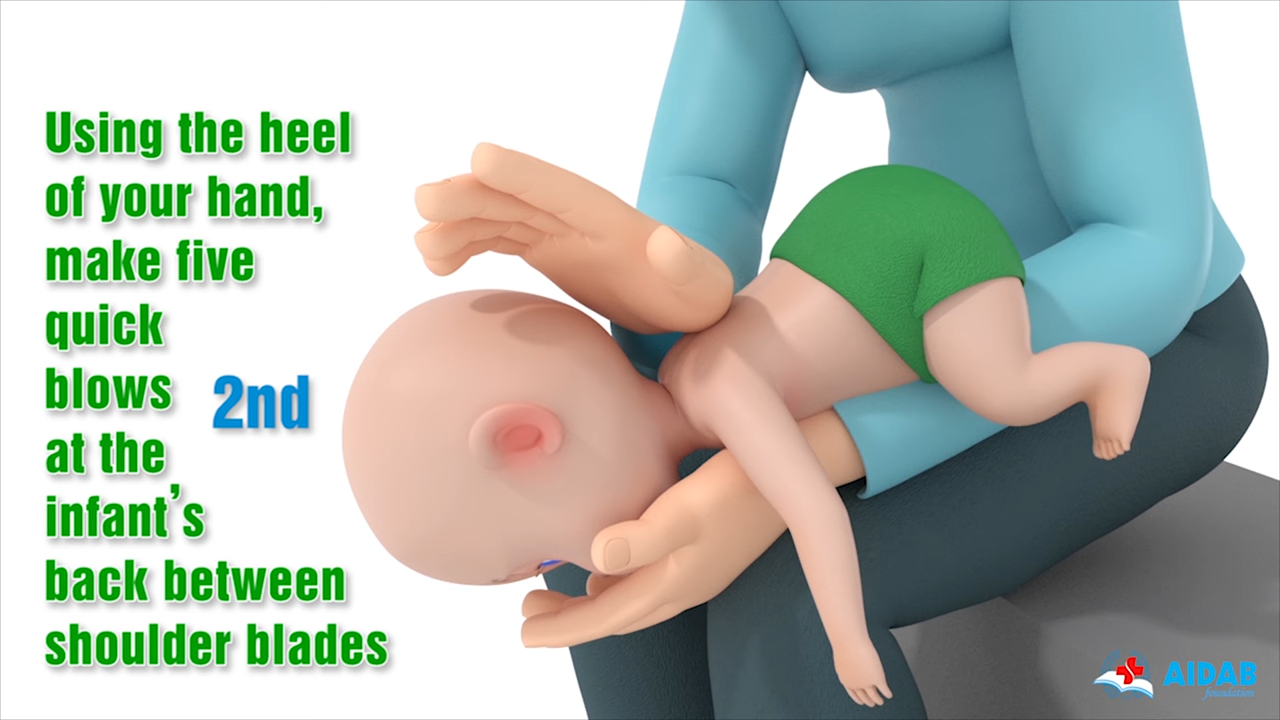 Using the heel
of your hand,
make five
quick
blows
2nd
at the
infant's
back between
shoulder blades
AIDAB
foundation